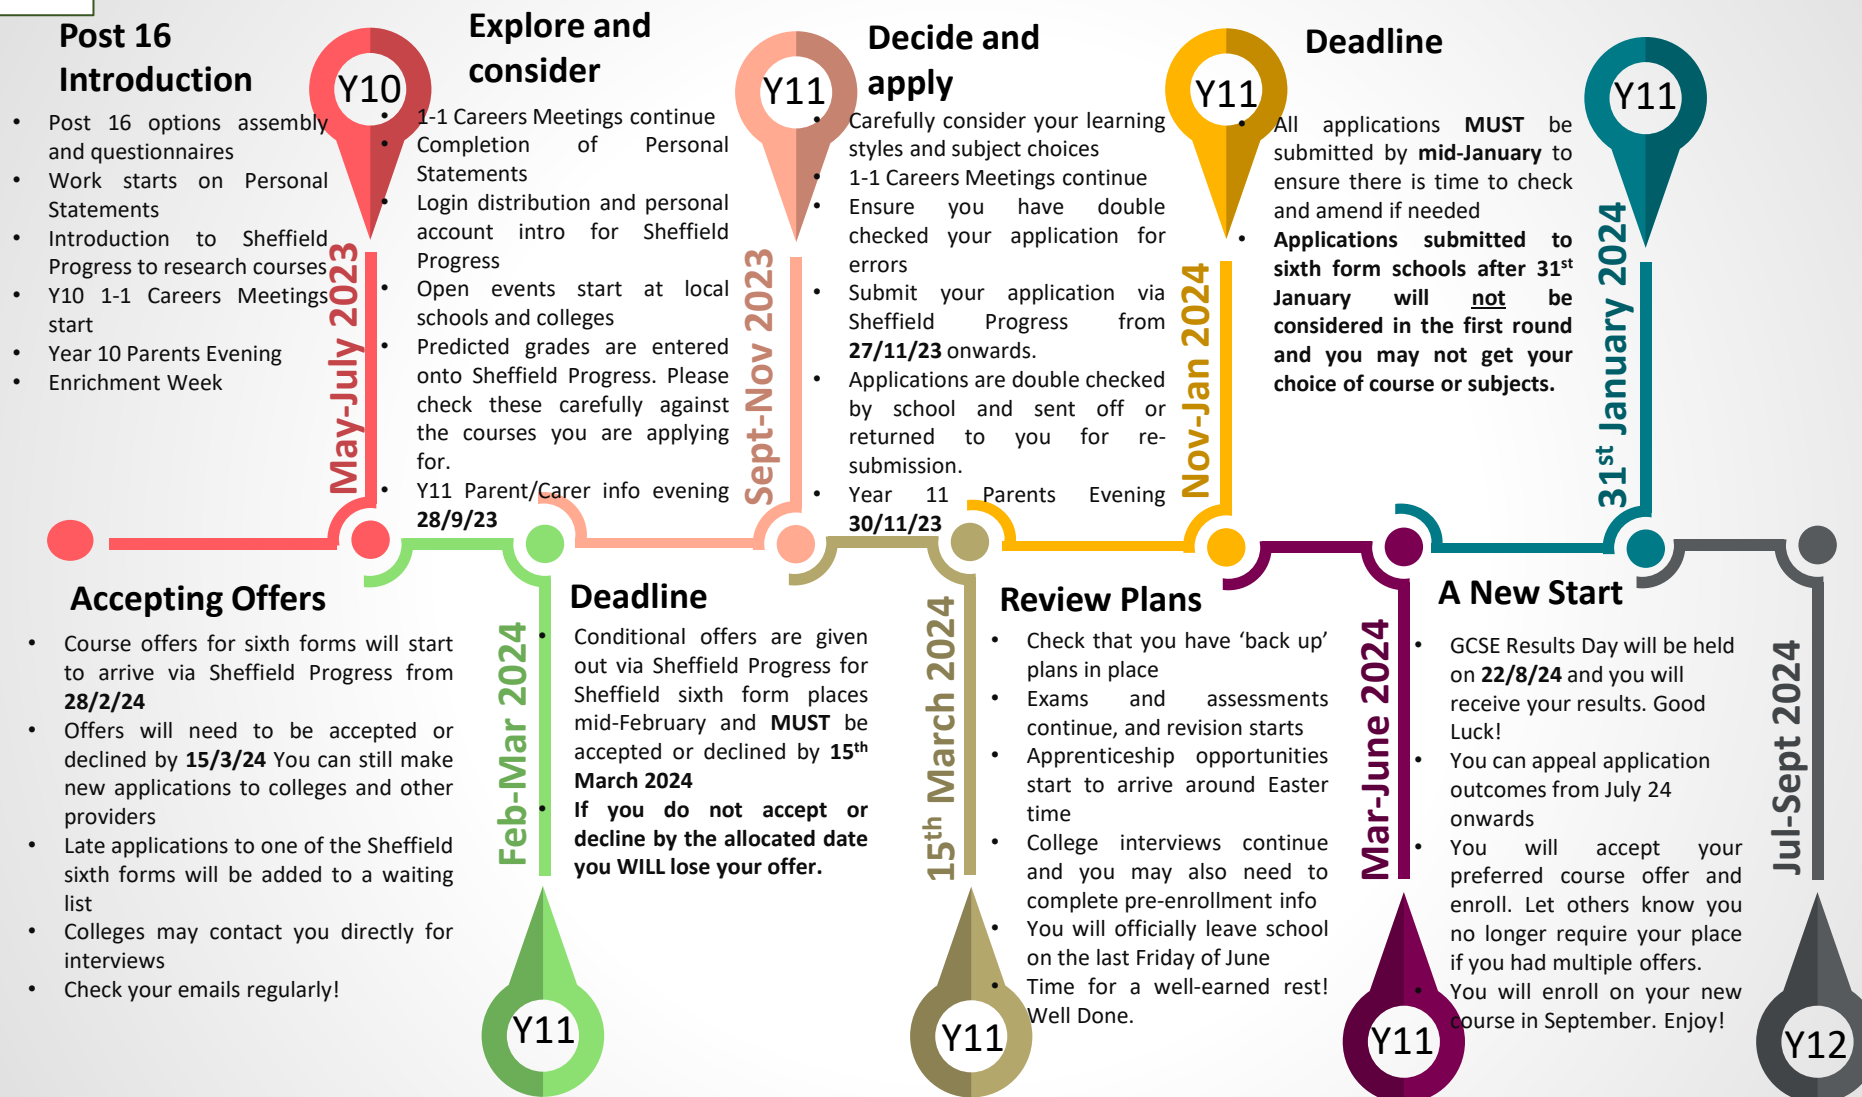 Post 16
Introduction
• Post 16 options assembly
and questionnaires
• Work starts on Personal
Statements
• Introduction to Sheffield
Progress to research courses
• Y10 1-1 Careers Meetings
start
• Year 10 Parents Evening
• Enrichment Week
Y10
May-July 2023
Explore and
consider
• 1-1 Careers Meetings continue
• Completion of Personal
Statements
• Login distribution and personal
account intro for Sheffield
Progress
• Open events start at local
schools and colleges
• Predicted grades are entered
onto Sheffield Progress. Please
check these carefully against
the courses you are applying
for.
• Y11 Parent/Carer info evening
28/9/23
Y11
Sept-Nov 2023
Decide and
apply
• Carefully consider your learning
styles and subject choices
• 1-1 Careers Meetings continue
• Ensure you have double
checked your application for
errors
• Submit your application via
Sheffield Progress from
27/11/23 onwards.
• Applications are double checked
by school and sent off or
returned to you for re-
submission.
• Year 11 Parents Evening
30/11/23
Y11
Nov-Jan 2024
Deadline
• All applications MUST be
submitted by mid-January to
ensure there is time to check
and amend if needed
• Applications submitted to
sixth form schools after 31st
January will not be
considered in the first round
and you may not get your
choice of course or subjects.
Y11
31st January 2024
Accepting Offers
• Course offers for sixth forms will start
to arrive via Sheffield Progress from
28/2/24
• Offers will need to be accepted or
declined by 15/3/24 You can still make
new applications to colleges and other
providers
• Late applications to one of the Sheffield
sixth forms will be added to a waiting
list
• Colleges may contact you directly for
interviews
• Check your emails regularly!
Feb-Mar 2024
Y11
Deadline
• Conditional offers are given
out via Sheffield Progress for
Sheffield sixth form places
mid-February and MUST be
accepted or declined by 15th
March 2024
• If you do not accept or
decline by the allocated date
you WILL lose your offer.
15th March 2024
Y11
Review Plans
• Check that you have ‘back up’
plans in place
• Exams and assessments
continue, and revision starts
• Apprenticeship opportunities
start to arrive around Easter
time
• College interviews continue
and you may also need to
complete pre-enrollment info
• You will officially leave school
on the last Friday of June
• Time for a well-earned rest!
Well Done.
Mar-June 2024
Y11
A New Start
• GCSE Results Day will be held
on 22/8/24 and you will
receive your results. Good
Luck!
• You can appeal application
outcomes from July 24
onwards
• You will accept your
preferred course offer and
enroll. Let others know you
no longer require your place
if you had multiple offers.
• You will enroll on your new
course in September. Enjoy!
Jul-Sept 2024
Y12